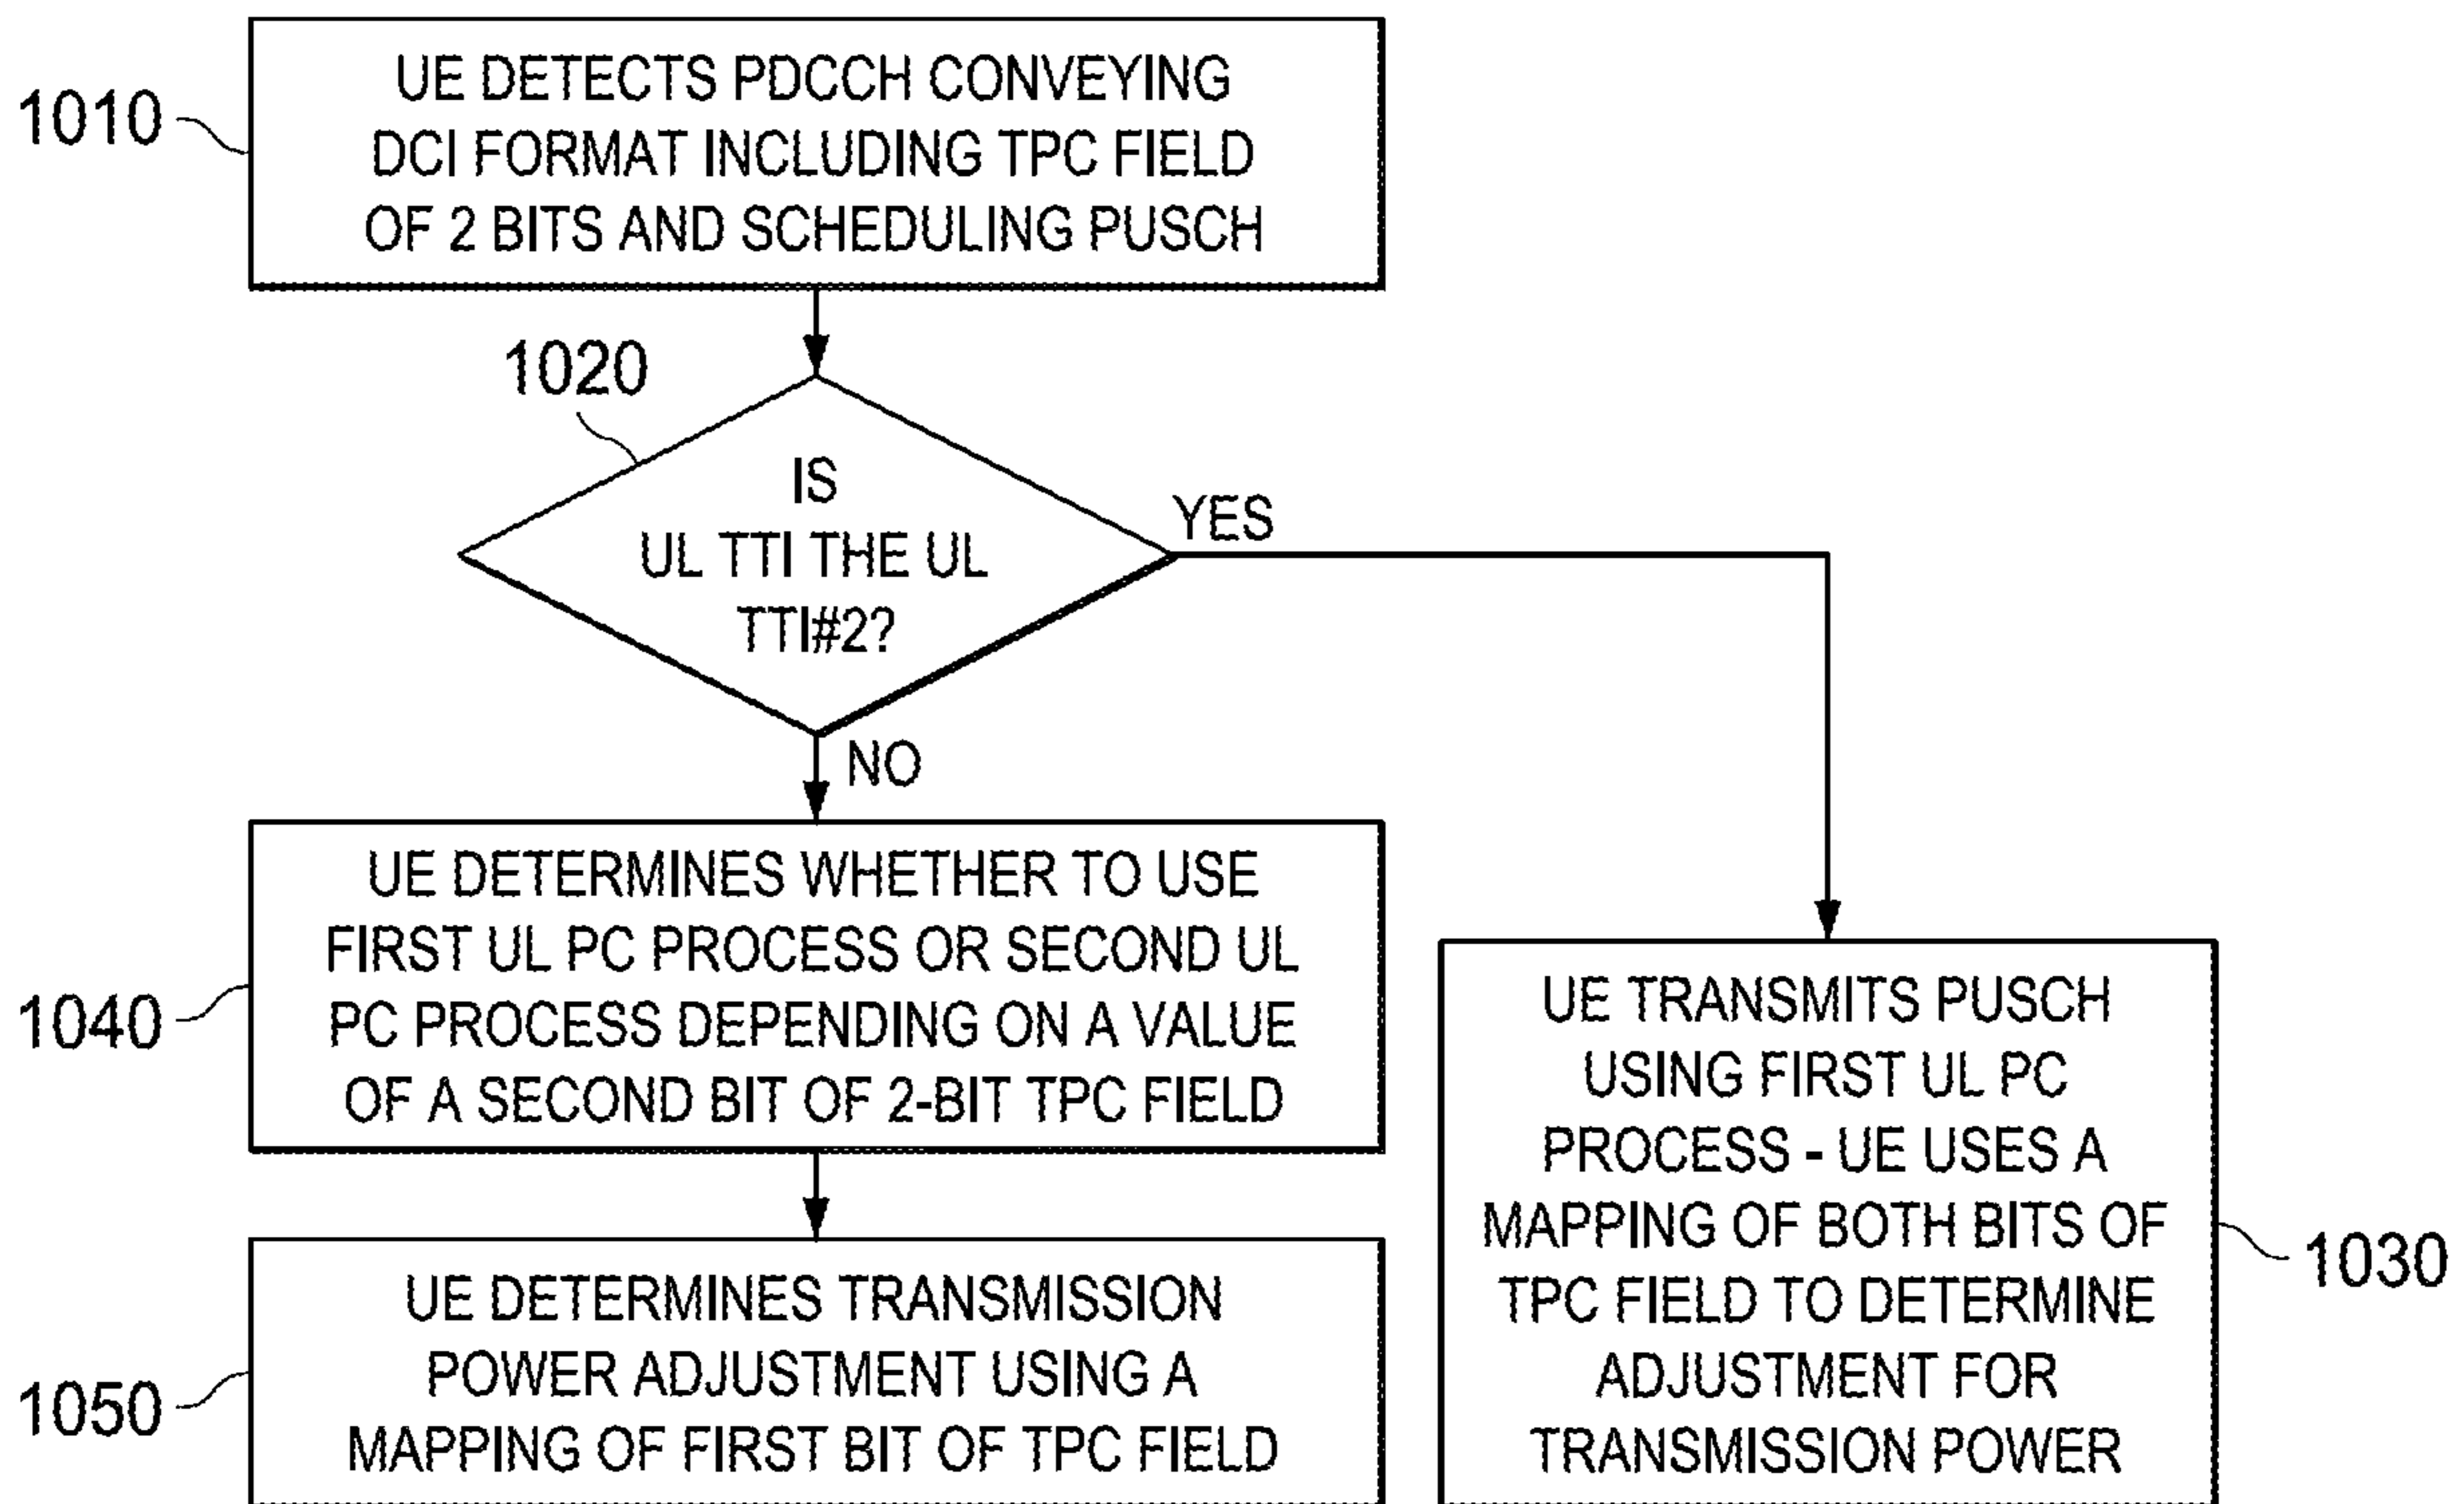 1010
UE DETECTS PDCCH CONVEYING
DCI FORMAT INCLUDING TPC FIELD
OF 2 BITS AND SCHEDULING PUSCH
1020
IS
UL TTI THE UL
TTI#2?
YES
NO
1040
UE DETERMINES WHETHER TO USE
FIRST UL PC PROCESS OR SECOND UL
PC PROCESS DEPENDING ON A VALUE
OF A SECOND BIT OF 2-BIT TPC FIELD
1050
UE DETERMINES TRANSMISSION
POWER ADJUSTMENT USING A
MAPPING OF FIRST BIT OF TPC FIELD
UE TRANSMITS PUSCH
USING FIRST UL PC
PROCESS - UE USES A
MAPPING OF BOTH BITS OF
TPC FIELD TO DETERMINE
ADJUSTMENT FOR
TRANSMISSION POWER
1030